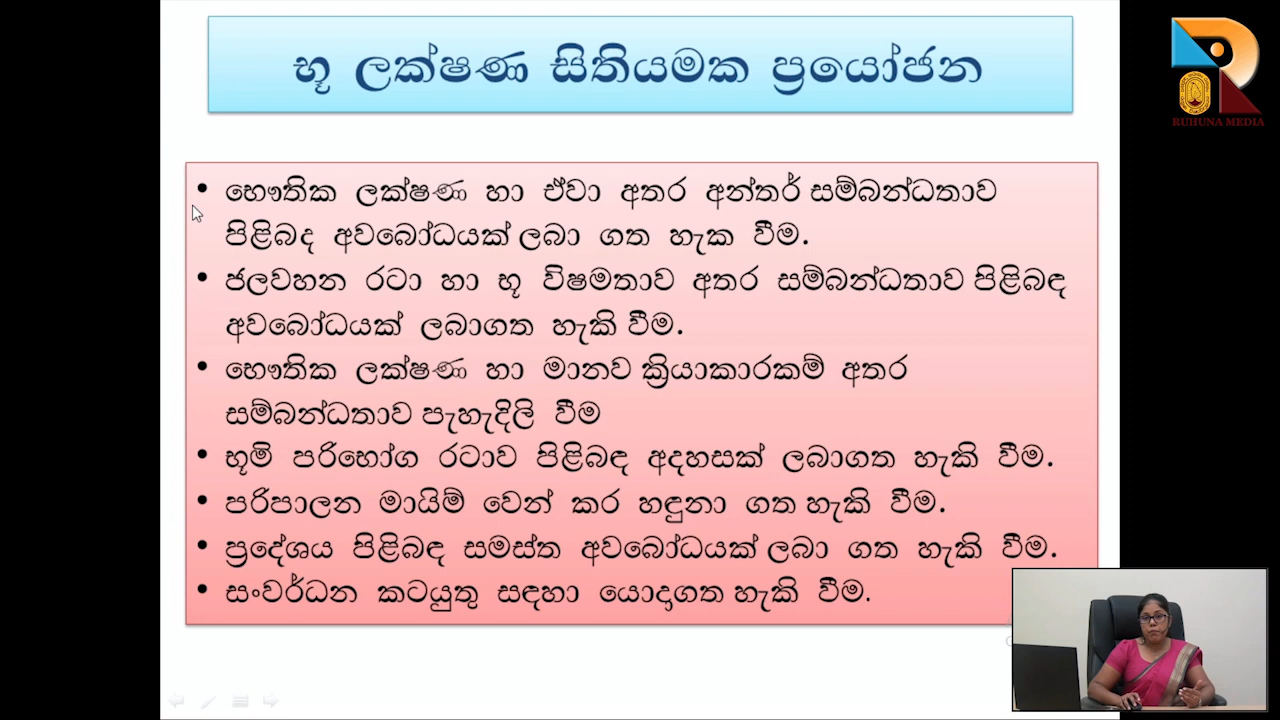 භූ ලක්ෂණ සිතියමක ප්‍රයෝජන
RUHUNA MEDIA
• භෞතික ලක්ෂණ හා ඒවා අතර අන්තර් සම්බන්ධතාව
පිළිබද අවබෝධයක් ලබා ගත හැක වීම.
• ජලවහන රටා හා භූ විෂමතාව අතර සම්බන්ධතාව පිළිබඳ
අවබෝධයක් ලබාගත හැකි වීම.
• භෞතික ලක්ෂණ හා මානව ක්‍රියාකාරකම් අතර
සම්බන්ධතාව පැහැදිලි වීම
• භූමි පරිභෝග රටාව පිළිබඳ අදහසක් ලබාගත හැකි වීම.
• පරිපාලන මායිම් වෙන් කර හඳුනා ගත හැකි වීම.
• ප්‍රදේශය පිළිබඳ සමස්ත අවබෝධයක් ලබා ගත හැකි වීම.
• සංවර්ධන කටයුතු සඳහා යොදාගත හැකි වීම.